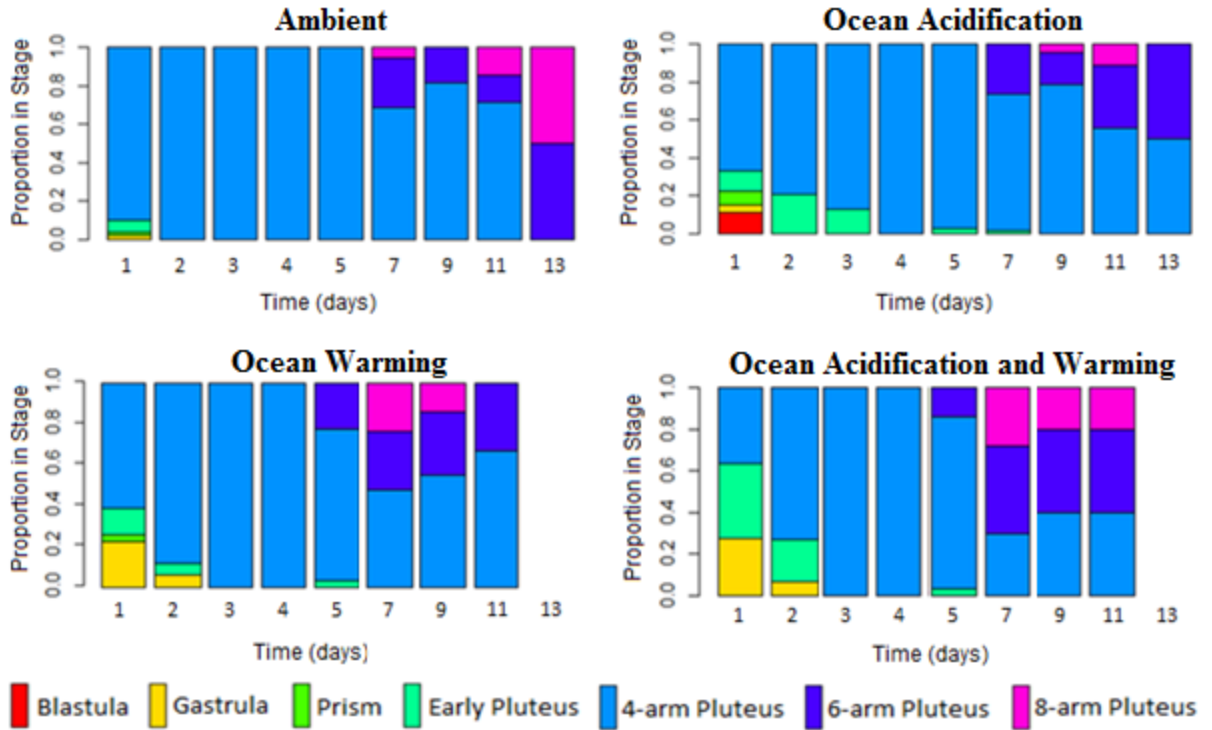 Ambient
Proportion in Stage
0.0 0.2 0.4 0.6 0.8 1.0
1 2 3 4 5 7 9 11 13
Time (days)
Ocean Acidification
Proportion in Stage
0.0 0.2 0.4 0.6 0.8 1.0
1 2 3 4 5 7 9 11 13
Time (days)
Ocean Warming
Proportion in Stage
0.0 0.2 0.4 0.6 0.8 1.0
1 2 3 4 5 7 9 11 13
Time (days)
Ocean Acidification and Warming
Proportion in Stage
0.0 0.2 0.4 0.6 0.8 1.0
1 2 3 4 5 7 9 11 13
Time (days)
Blastula Gastrula Prism Early Pluteus 4-arm Pluteus 6-arm Pluteus 8-arm Pluteus